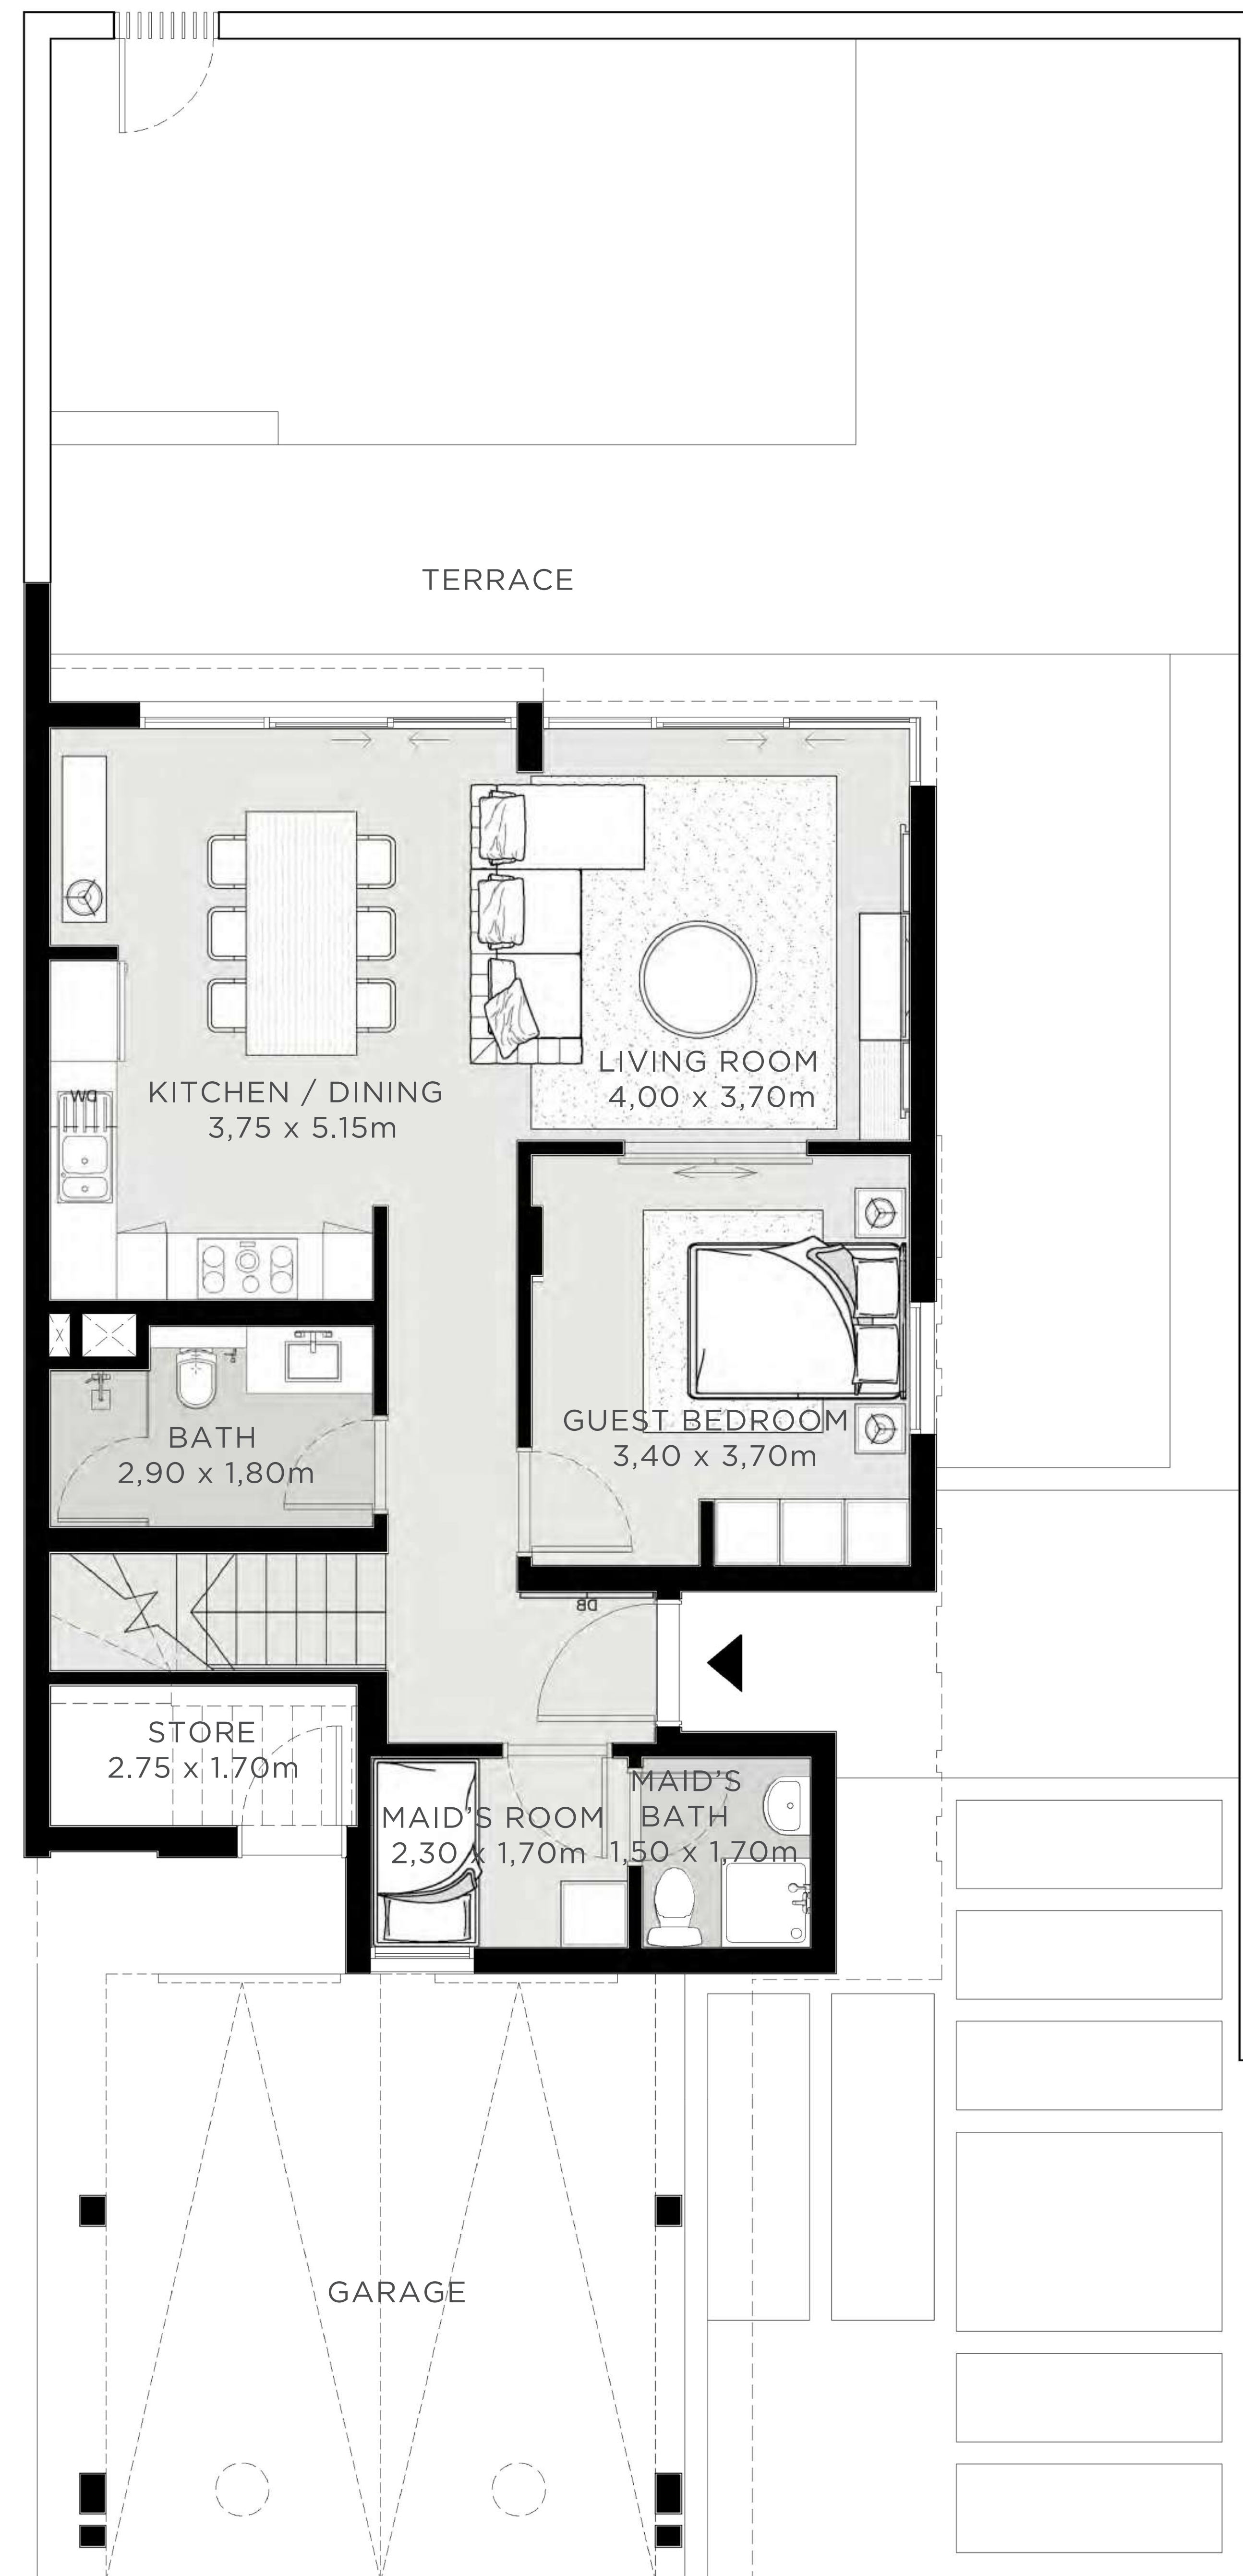 TERRACE
LIVING ROOM
4,00 x 3,70m
KITCHEN / DINING
3,75 x 5.15m
DW
GUEST BEDROOM
3,40 x 3,70m
BATH
2,90 x 1,80m
DB
STORE
2.75 x 1.70m
MAID'S ROOM
2,30 x 1,70m
MAID'S
BATH
1,50 x 1,70m
GARAGE